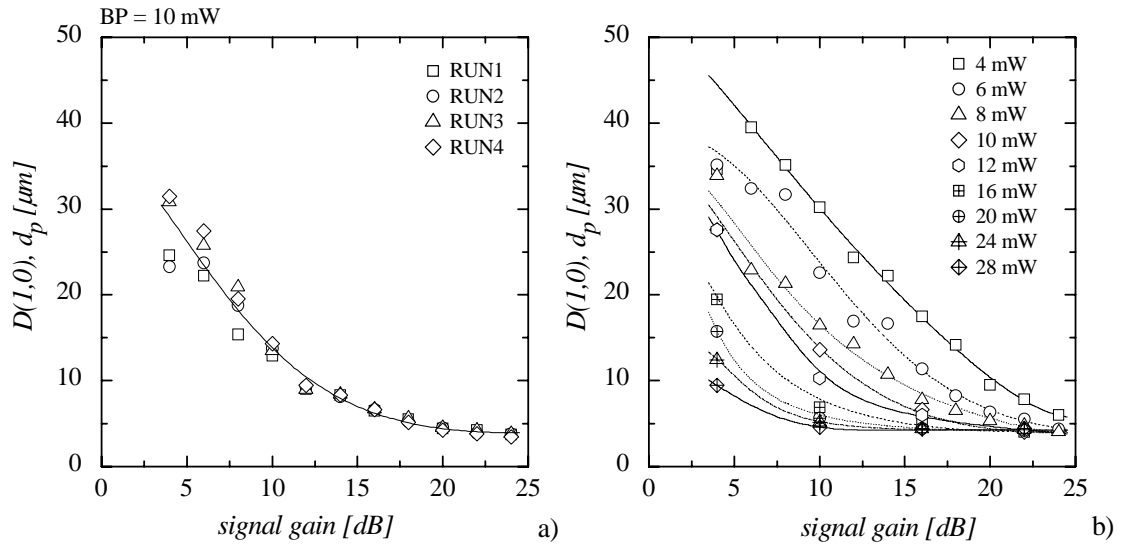 BP = 10 mW
50
40
30
20
10
0
D(1,0), d_p [μm]
RUN1
RUN2
RUN3
RUN4
0 5 10 15 20 25
signal gain [dB]
a)
50
40
30
20
10
0
D(1,0), d_p [μm]
4 mW
6 mW
8 mW
10 mW
12 mW
16 mW
20 mW
24 mW
28 mW
0 5 10 15 20 25
signal gain [dB]
b)